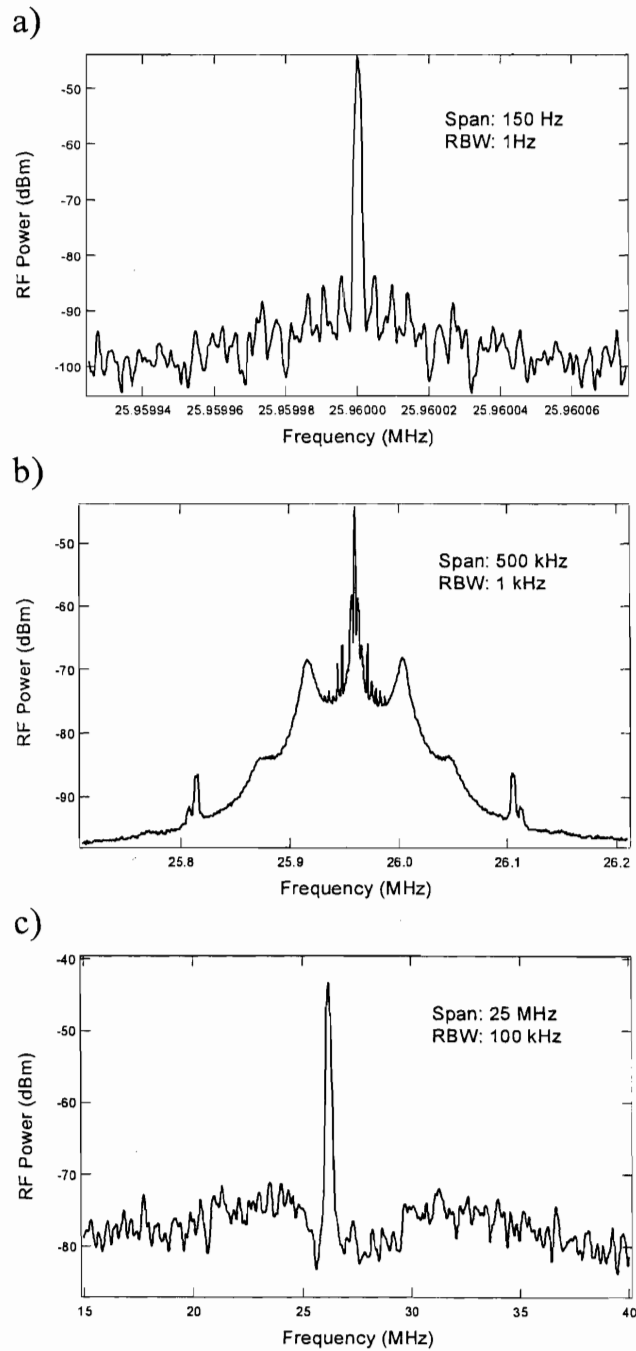 a)
RF Power (dBm)
-50
-60
-70
-80
-90
-100
Span: 150 Hz
RBW: 1Hz
25.95994 25.95996 25.95998 25.96000 25.96002 25.96004 25.96006
Frequency (MHz)
b)
RF Power (dBm)
-50
-60
-70
-80
-90
Span: 500 kHz
RBW: 1 kHz
25.8 25.9 26.0 26.1 26.2
Frequency (MHz)
c)
RF Power (dBm)
-40
-50
-60
-70
-80
Span: 25 MHz
RBW: 100 kHz
15 20 25 30 35 40
Frequency (MHz)